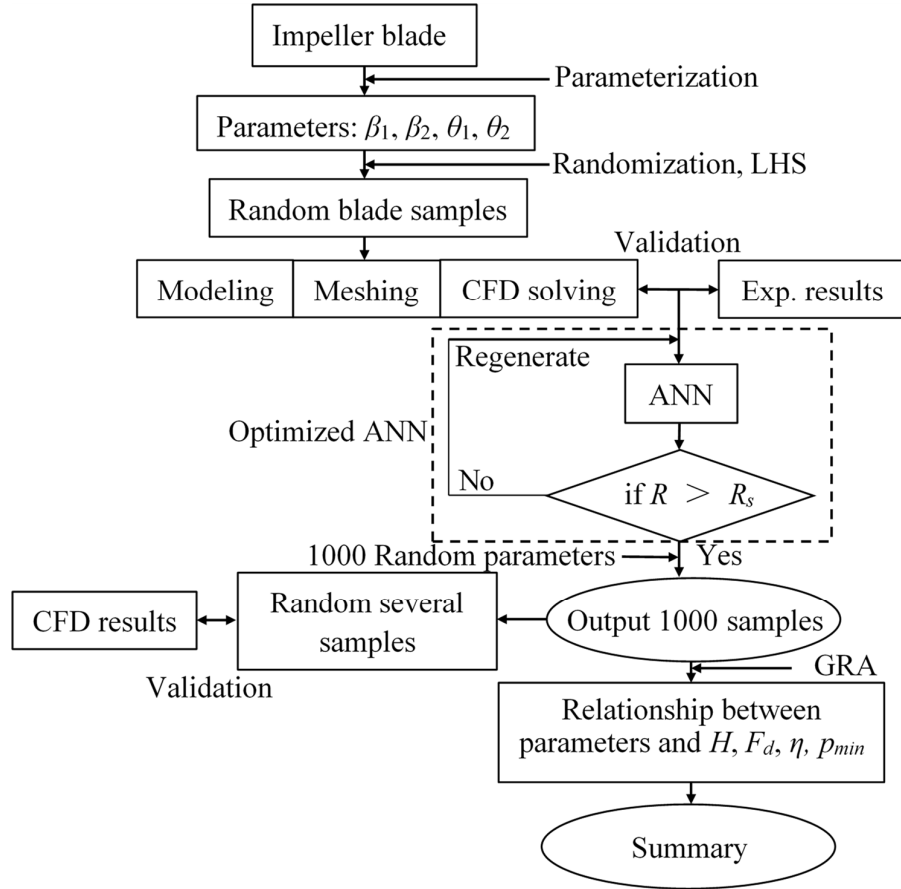 Impeller blade
Parameterization
Parameters: β1, β2, θ1, θ2
Randomization, LHS
Random blade samples
Validation
Modeling
Meshing
CFD solving
Exp. results
Regenerate
ANN
Optimized ANN
No
if R > Rs
1000 Random parameters
Yes
CFD results
Random several
samples
Output 1000 samples
Validation
GRA
Relationship between
parameters and H, Fd, η, pmin
Summary